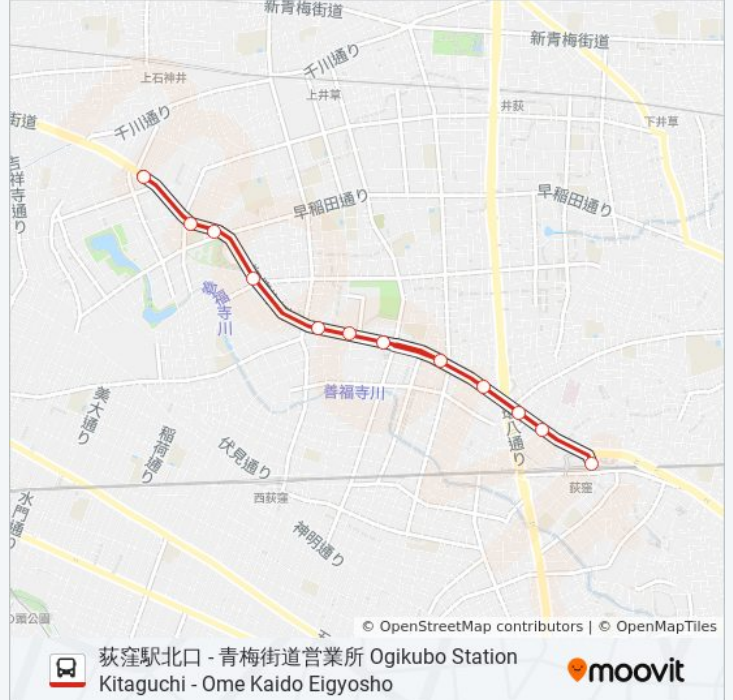 新青梅街道
新青梅街道
千川通り
上石神井
上井草
井荻
街道
千川通り
下井草
吉祥寺通り
早稲田通り
早稲田通り
善福寺川
善福寺川
美大通り
稲荷通り
伏見通り
環八通り
西荻窪
荻窪
水門通り
神明通り
の頭公園
© OpenStreetMap contributors | © OpenMapTiles
荻窪駅北口 - 青梅街道営業所 Ogikubo Station
Kitaguchi - Ome Kaido Eigyosho
moovit